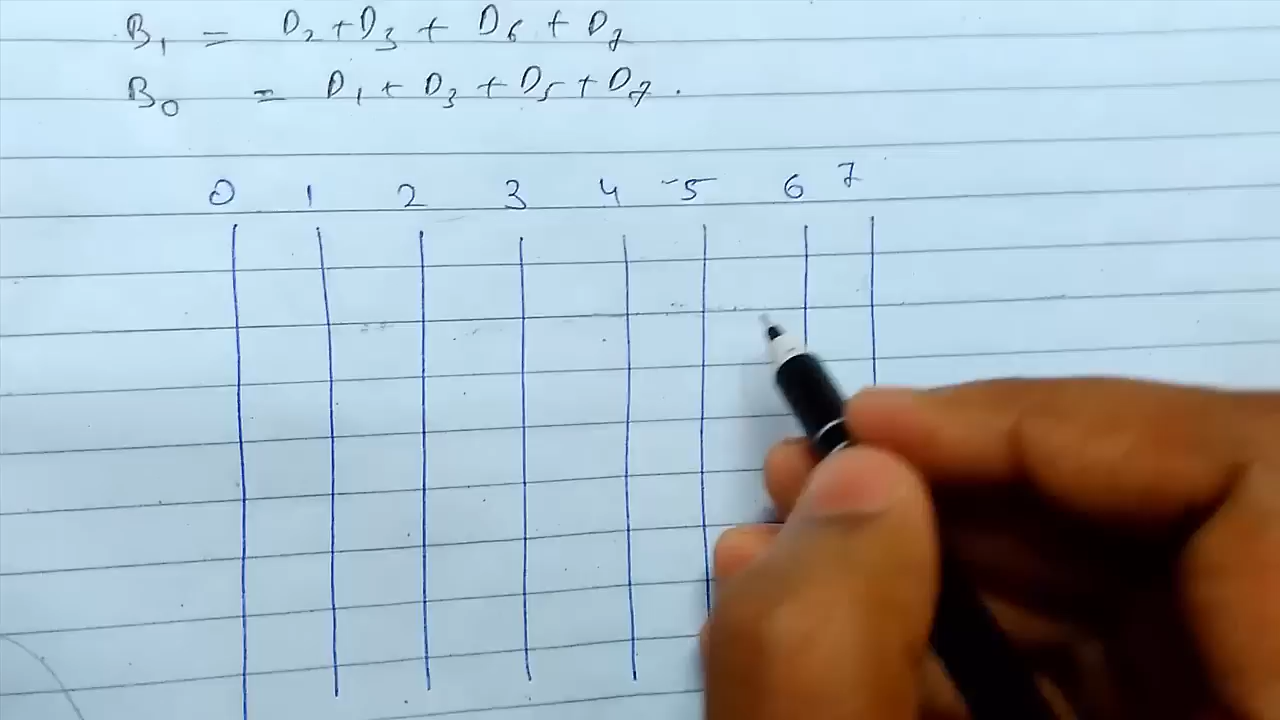 B₁ = D₂ + D₃ + D₆ + D₇
B₀ = D₁ + D₃ + D₅ + D₇.
0 1 2 3 4 5 6 7